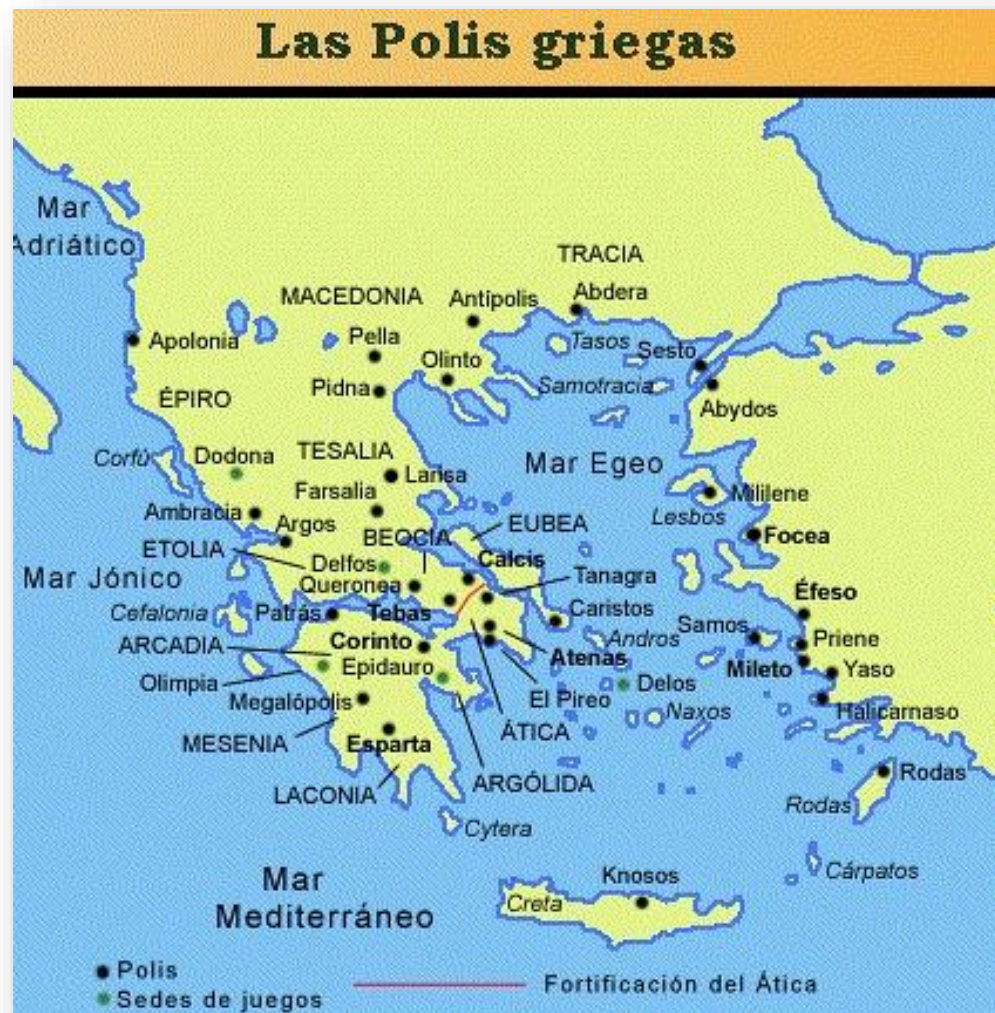 Las Polis griegas
Mar
Adriático
TRACIA
MACEDONIA
Antípolis
Abdera
Apolonia
Pella
Olinto
Tasos
Sesto
Pidna
Samotracia
Abydos
ÉPIRO
Corfú
Dodona
TESALIA
Larisa
Mar Egeo
Farsalia
Mililene
Lesbos
Ambracia
Argos
BEOCIA
EUBEA
Focea
ETOLIA
Delfos
Calcis
Mar Jónico
Queronea
Tanagra
Éfeso
Cefalonia
Patrás
Tebas
Caristos
Samos
ARCADIA
Corinto
Andros
Priene
Epidauro
Atenas
Mileto
Yaso
Olimpia
Megalópolis
El Pireo
Delos
Naxos
Halicarnaso
MESENIA
Esparta
ÁTICA
LACONIA
ARGÓLIDA
Rodas
Rodas
Cytera
Cárpatos
Mar
Mediterráneo
Knosos
Creta
Polis
Sedes de juegos
Fortificación del Ática